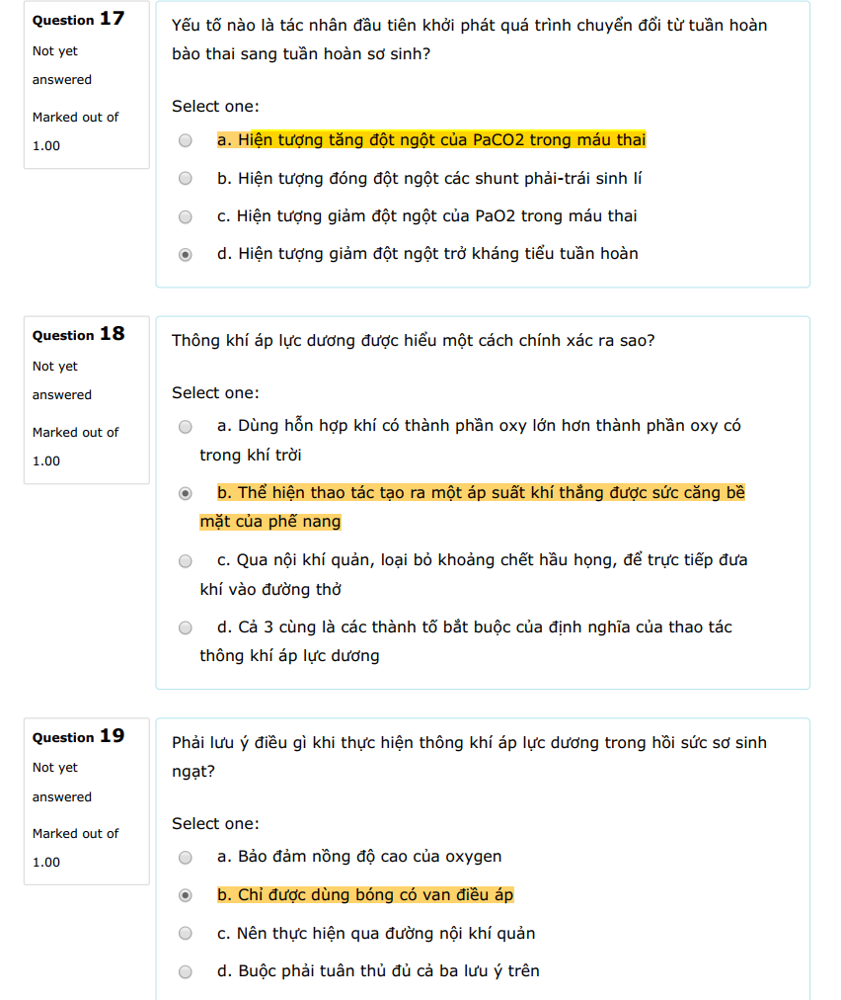 Question 17
Not yet
answered
Marked out of
1.00
Yếu tố nào là tác nhân đầu tiên khởi phát quá trình chuyển đổi từ tuần hoàn
bào thai sang tuần hoàn sơ sinh?
Select one:
a. Hiện tượng tăng đột ngột của PaCO2 trong máu thai
b. Hiện tượng đóng đột ngột các shunt phải-trái sinh lí
c. Hiện tượng giảm đột ngột của PaO2 trong máu thai
d. Hiện tượng giảm đột ngột trở kháng tiểu tuần hoàn
Question 18
Not yet
answered
Marked out of
1.00
Thông khí áp lực dương được hiểu một cách chính xác ra sao?
Select one:
a. Dùng hỗn hợp khí có thành phần oxy lớn hơn thành phần oxy có
trong khí trời
b. Thể hiện thao tác tạo ra một áp suất khí thắng được sức căng bề
mặt của phế nang
c. Qua nội khí quản, loại bỏ khoảng chết hầu họng, để trực tiếp đưa
khí vào đường thở
d. Cả 3 cùng là các thành tố bắt buộc của định nghĩa của thao tác
thông khí áp lực dương
Question 19
Not yet
answered
Marked out of
1.00
Phải lưu ý điều gì khi thực hiện thông khí áp lực dương trong hồi sức sơ sinh
ngạt?
Select one:
a. Bảo đảm nồng độ cao của oxygen
b. Chỉ được dùng bóng có van điều áp
c. Nên thực hiện qua đường nội khí quản
d. Buộc phải tuân thủ đủ cả ba lưu ý trên